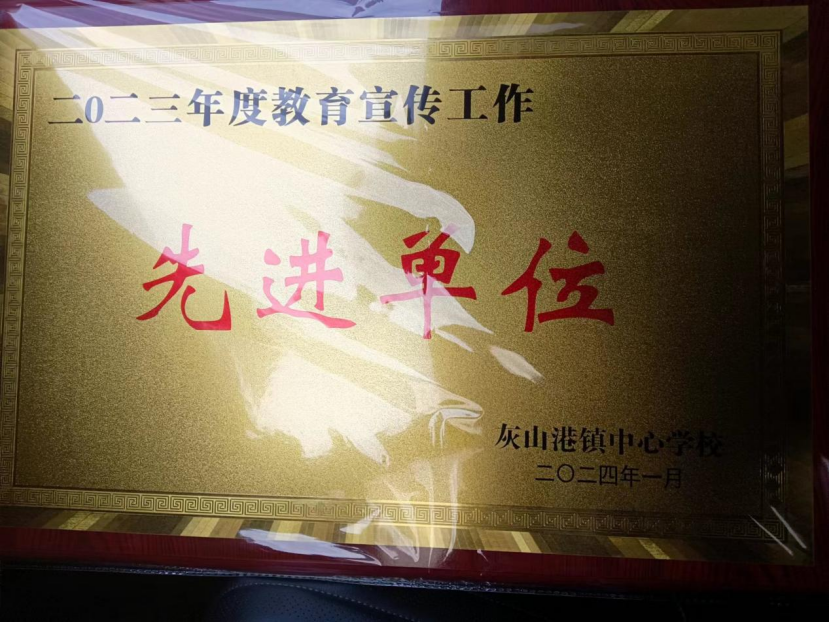 二0二三年度教育宣传工作
先进单位
灰山港镇中心学校
二〇二四年一月